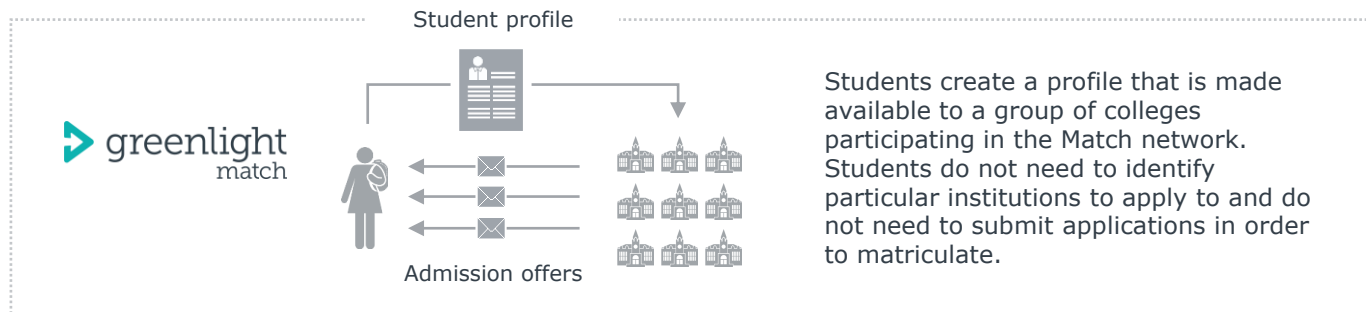 Student profile
greenlight
match
Admission offers
Students create a profile that is made
available to a group of colleges
participating in the Match network.
Students do not need to identify
particular institutions to apply to and do
not need to submit applications in order
to matriculate.